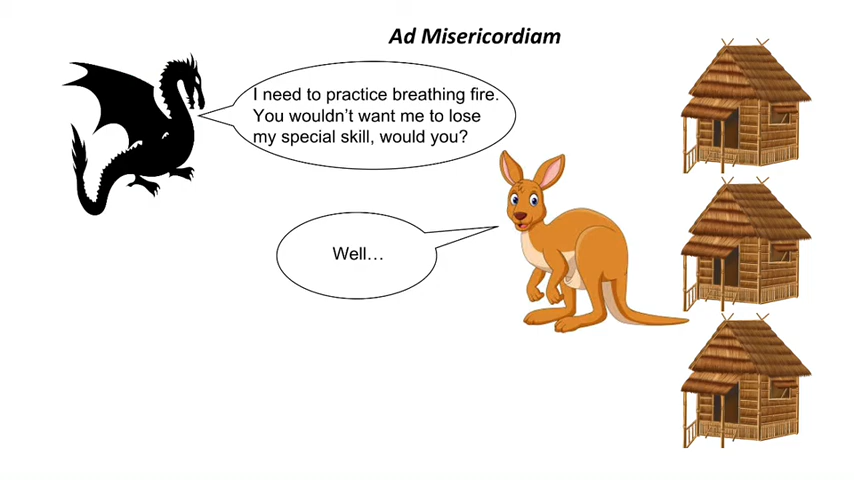 Ad Misericordiam
I need to practice breathing fire.
You wouldn’t want me to lose
my special skill, would you?
Well…